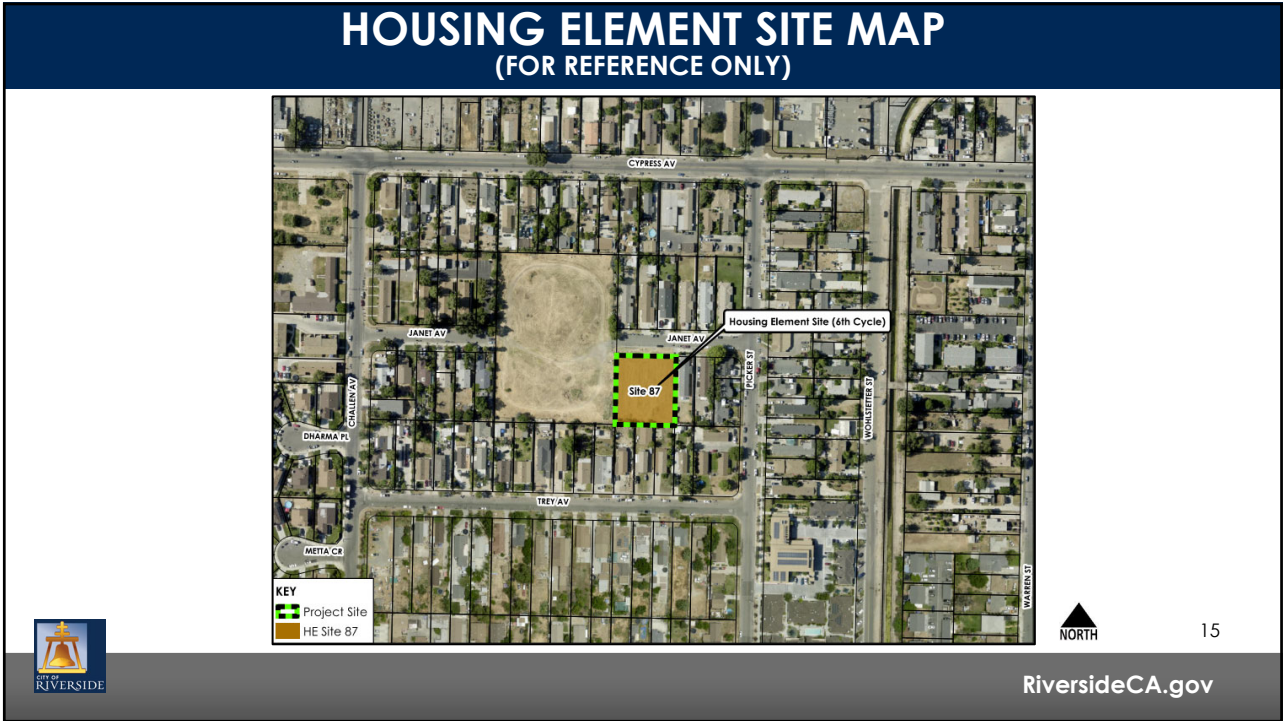 HOUSING ELEMENT SITE MAP
(FOR REFERENCE ONLY)
CYPRESS AV
Housing Element Site (6th Cycle)
JANET AV
JANET AV
PICKER ST
Site 87
CHALLEN AV
WOHLSTETTER ST
DHARMA PL
TREY AV
METTA CR
WARREN ST
KEY
Project Site
HE Site 87
NORTH
15
CITY OF
RIVERSIDE
RiversideCA.gov